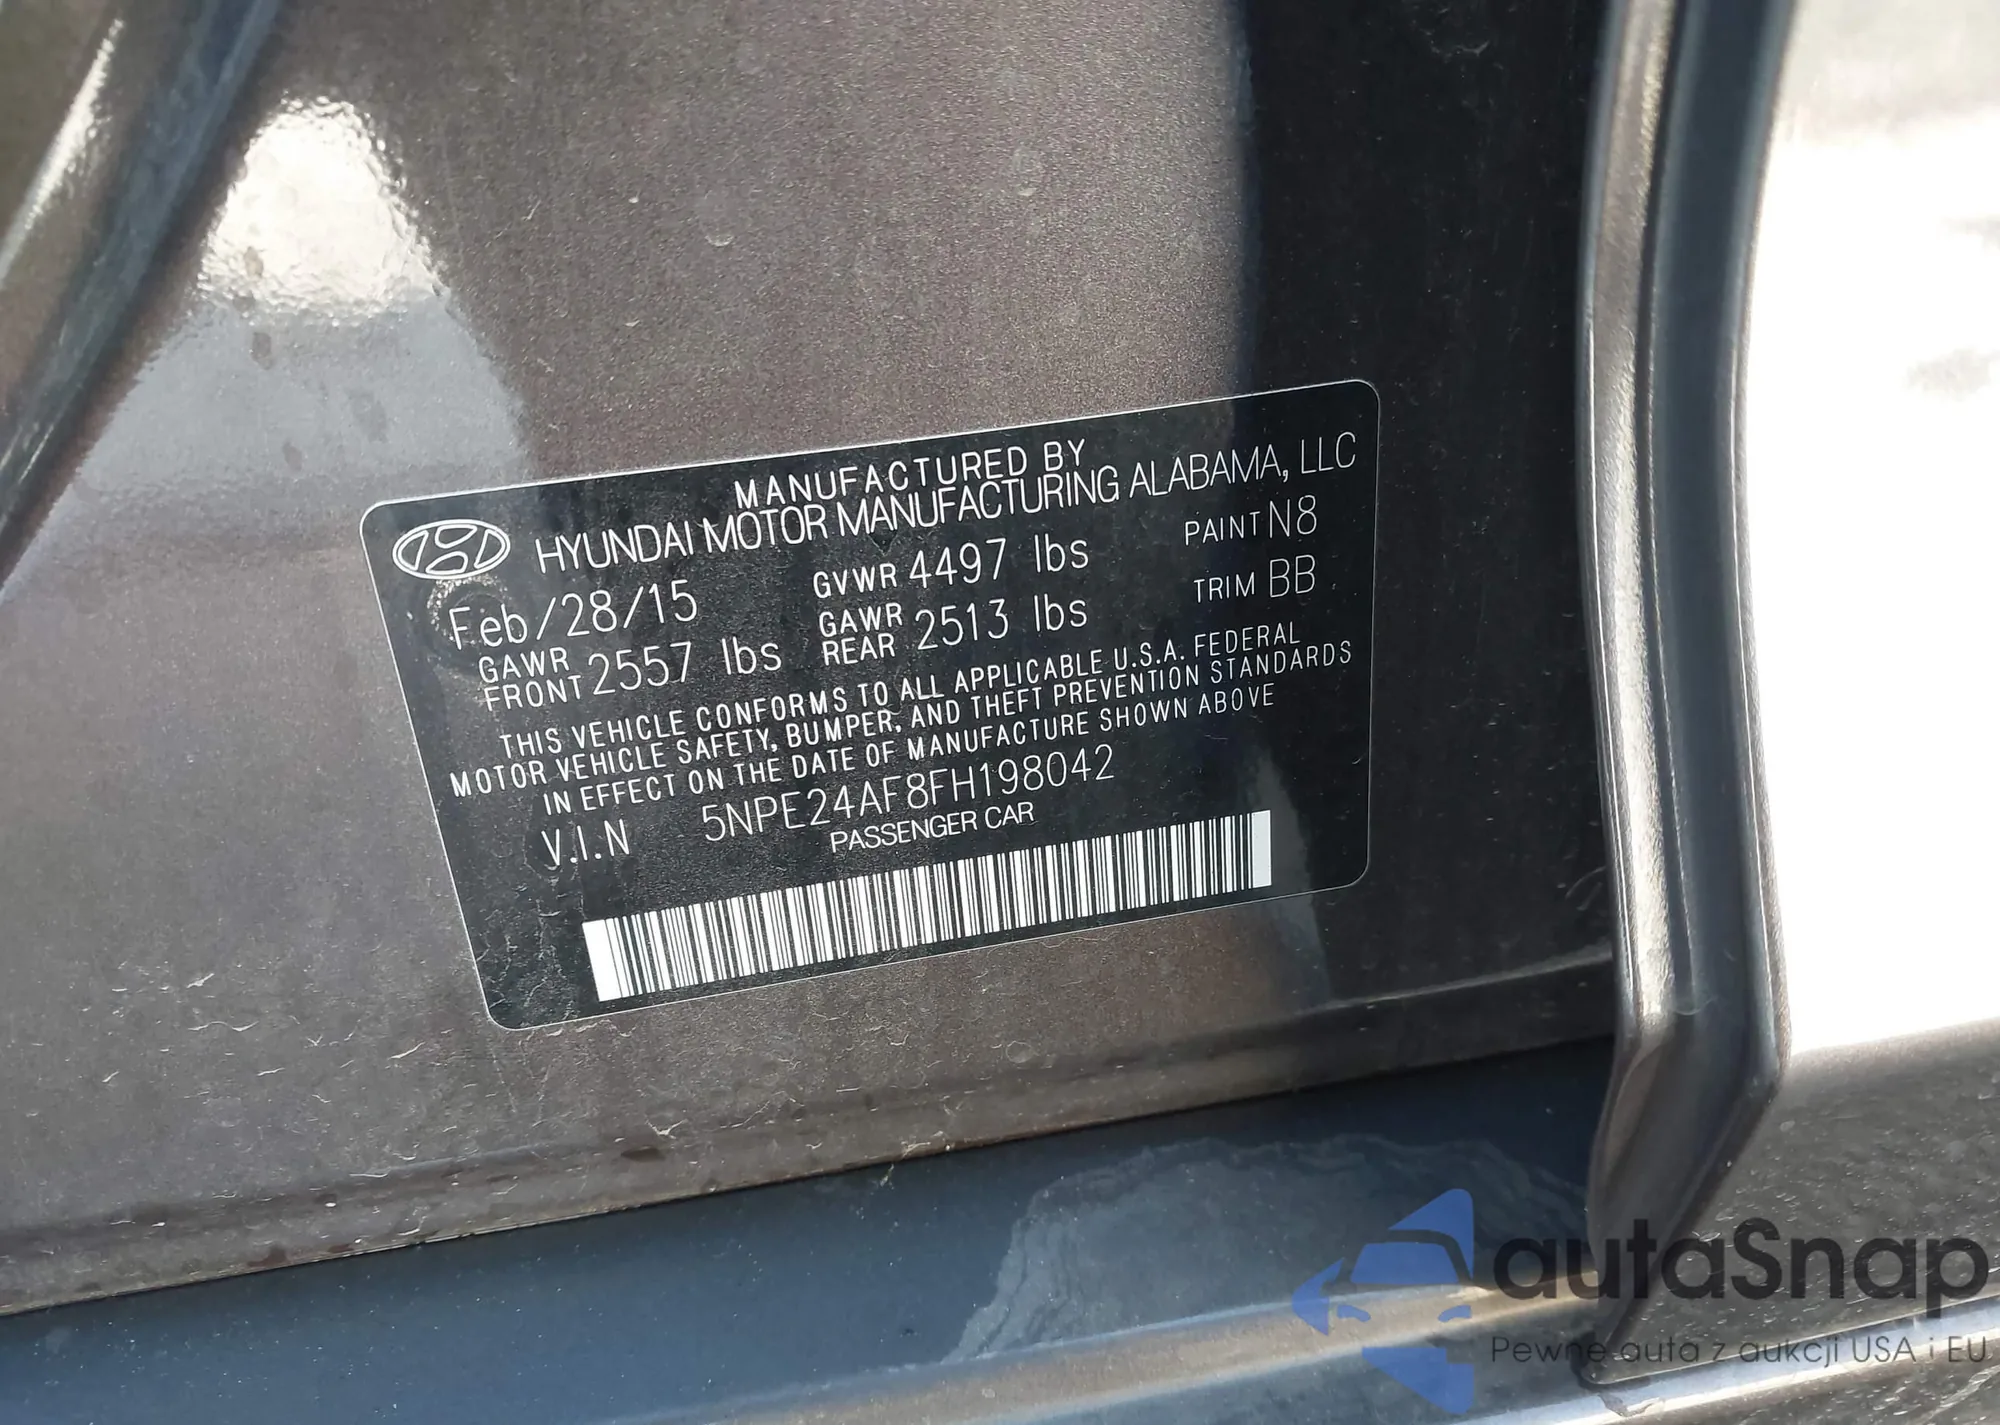 MANUFACTURED BY
HYUNDAI MOTOR MANUFACTURING ALABAMA, LLC
Feb/28/15 GVWR 4497 lbs PAINT N8
GAWR FRONT 2557 lbs GAWR REAR 2513 lbs TRIM BB
THIS VEHICLE CONFORMS TO ALL APPLICABLE U.S.A. FEDERAL
MOTOR VEHICLE SAFETY, BUMPER, AND THEFT PREVENTION STANDARDS
IN EFFECT ON THE DATE OF MANUFACTURE SHOWN ABOVE
V.I.N 5NPE24AF8FH198042
PASSENGER CAR
autaSnap
Pewne auta z aukcji USA i EU